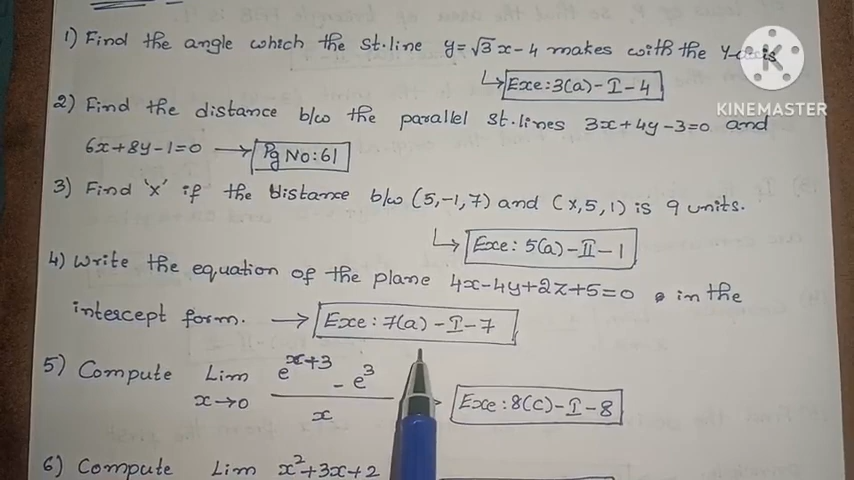 1) Find the angle which the st.line y=√3x-4 makes with the Y-axis
Exe:3(a)-I-4
KINEMASTER
2) Find the distance b/w the parallel st.lines 3x+4y-3=0 and
6x+8y-1=0 → Pg No:61
3) Find 'x' if the distance b/w (5,-1,7) and (x,5,1) is 9 units.
Exe: 5(a)-II-1
4) Write the equation of the plane 4x-4y+2z+5=0 in the
intercept form. → Exe:7(a)-I-7
5) Compute Lim x→0 (e^x+3 - e^3)/x → Exe:8(c)-I-8
6) Compute Lim x²+3x+2